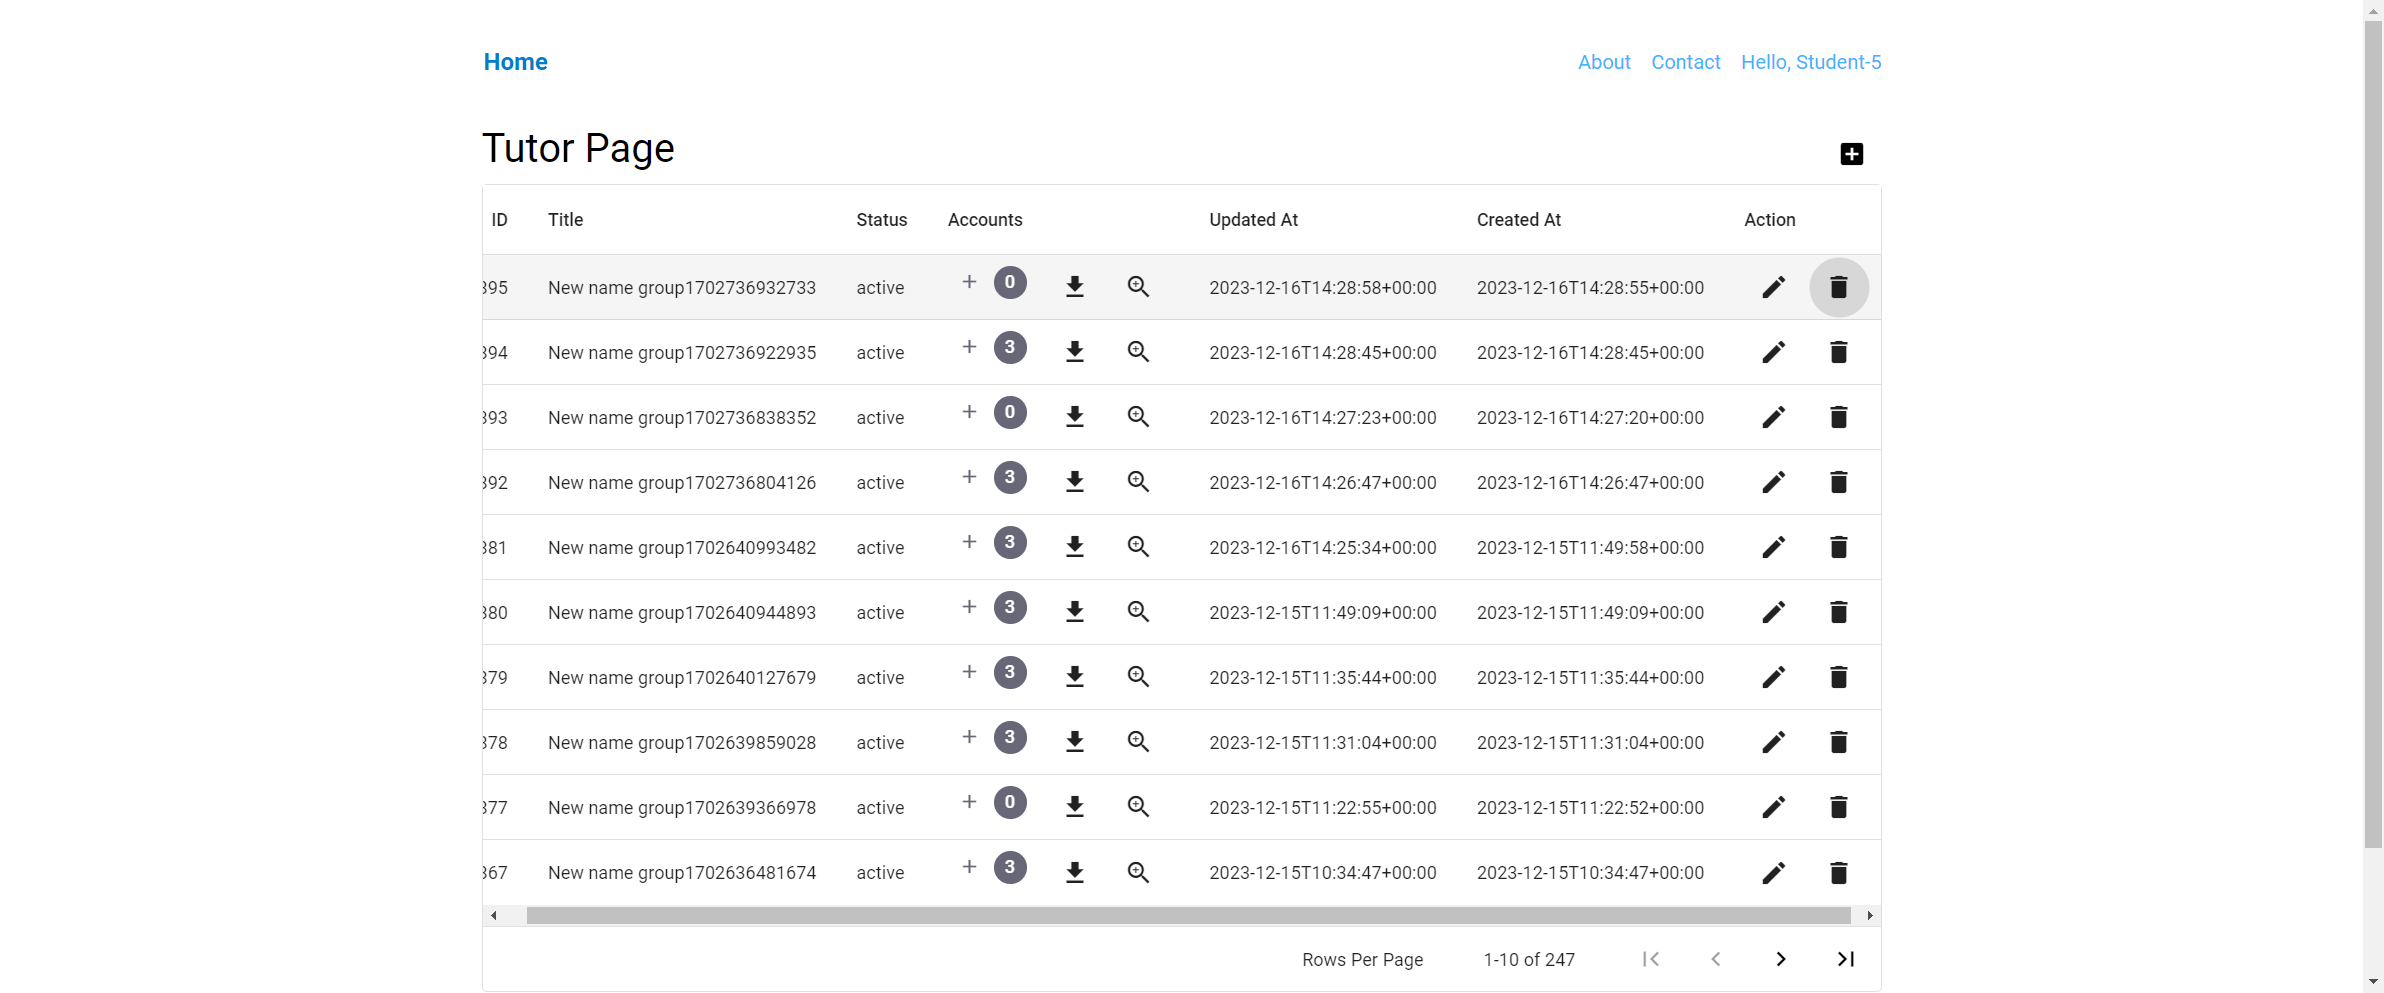 Home About Contact Hello, Student-5
Tutor Page
ID Title Status Accounts Updated At Created At Action
395 New name group1702736932733 active + 0 2023-12-16T14:28:58+00:00 2023-12-16T14:28:55+00:00
394 New name group1702736922935 active + 3 2023-12-16T14:28:45+00:00 2023-12-16T14:28:45+00:00
393 New name group1702736838352 active + 0 2023-12-16T14:27:23+00:00 2023-12-16T14:27:20+00:00
392 New name group1702736804126 active + 3 2023-12-16T14:26:47+00:00 2023-12-16T14:26:47+00:00
381 New name group1702640993482 active + 3 2023-12-16T14:25:34+00:00 2023-12-15T11:49:58+00:00
380 New name group1702640944893 active + 3 2023-12-15T11:49:09+00:00 2023-12-15T11:49:09+00:00
379 New name group1702640127679 active + 3 2023-12-15T11:35:44+00:00 2023-12-15T11:35:44+00:00
378 New name group1702639859028 active + 3 2023-12-15T11:31:04+00:00 2023-12-15T11:31:04+00:00
377 New name group1702639366978 active + 0 2023-12-15T11:22:55+00:00 2023-12-15T11:22:52+00:00
367 New name group1702636481674 active + 3 2023-12-15T10:34:47+00:00 2023-12-15T10:34:47+00:00
Rows Per Page 1-10 of 247